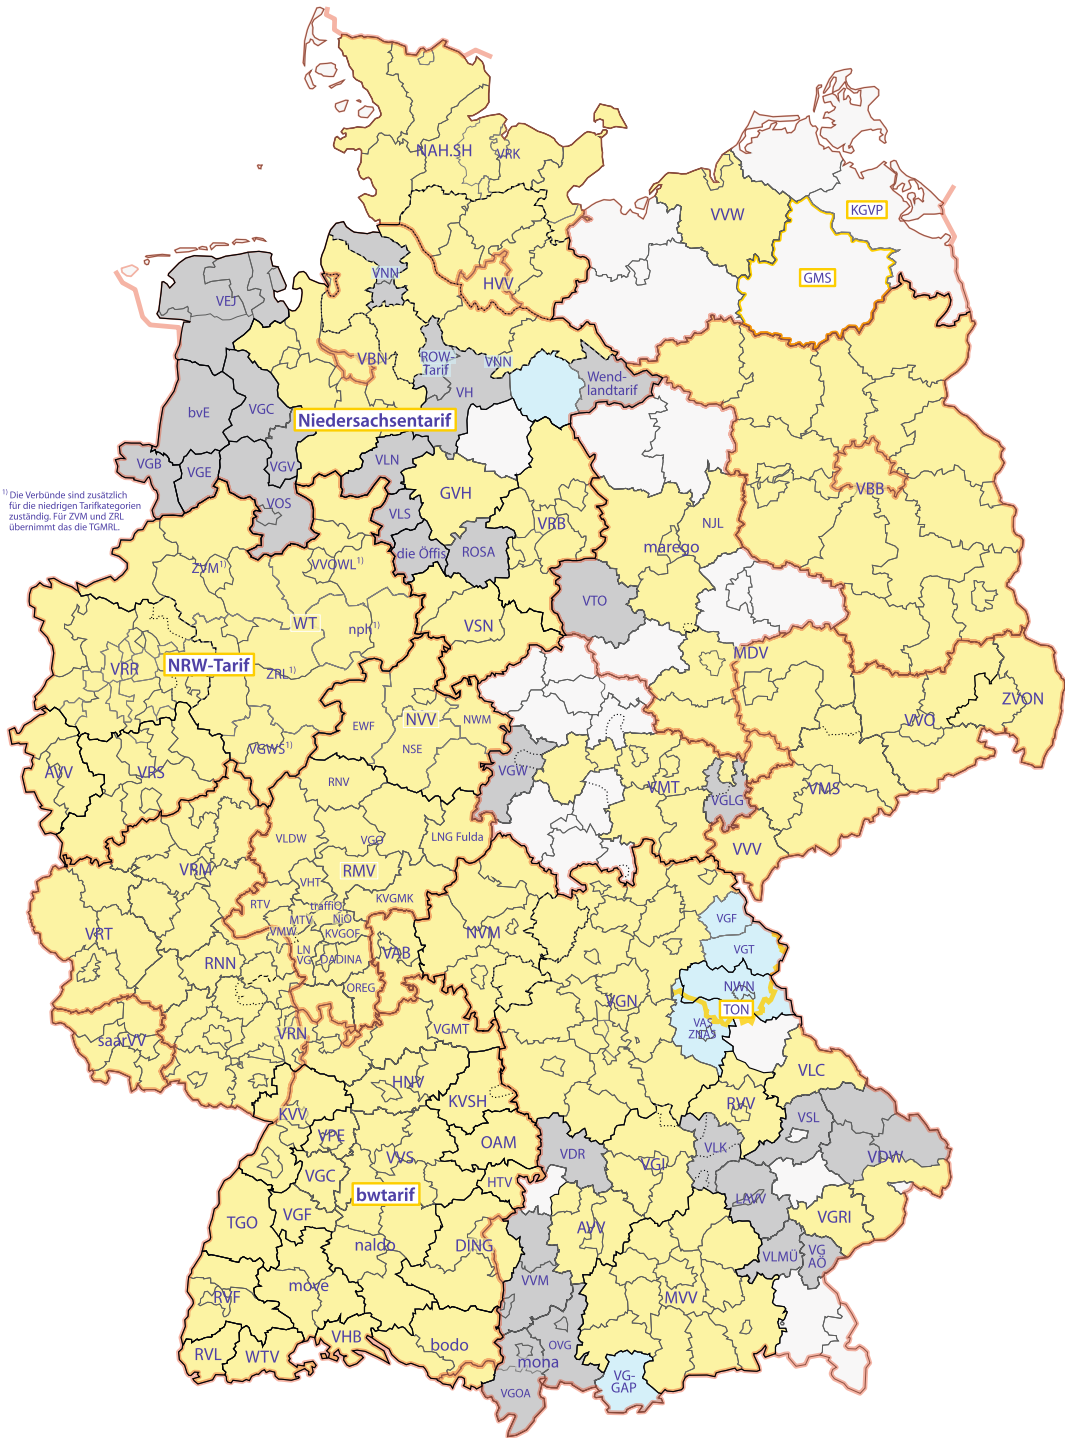 NAH.SH
VRK
VVW
KGVP
GMS
VNN
HVV
VEJ
VBN
ROW-
Tarif
VNN
VH
Wend-
landtarif
bvE
VGC
Niedersachsentarif
VGB
VGE
VGV
VLN
VOS
GVH
VLS
VRB
die Öffis
ROSA
NJL
marego
VBB
1) Die Verbünde sind zusätzlich
für die niedrigen Tarifkategorien
zuständig. Für ZVM und ZRL
übernimmt das die TGMRL.
ZVM1)
VVOWL1)
VTO
WT
nph1)
VSN
VRR
NRW-Tarif
ZRL1)
MDV
EWF
NVV
NWM
NSE
VVO
ZVON
AVV
VRS
VGWS1)
VGW
RNV
VMT
VGLG
VMS
VLDW
VGO
LNG Fulda
VVV
VRM
RMV
VHT
KVGMK
RTV
traffiQ
MTV
NiO
VMW
KVGOF
VRT
RNN
LN
VG
DADINA
VAB
NVM
OREG
VGF
VGT
NWN
TON
VGN
VAS
ZNAS
saarVV
VRN
VGMT
HNV
KVSH
VLC
RVV
KVV
VPE
VVS
OAM
VDR
VGI
VLK
VSL
VDW
VGC
HTV
bwtarif
LAVV
TGO
VGF
naldo
DING
AVV
VGRI
VLMÜ
VG
AÖ
move
VVM
MVV
RVF
VHB
bodo
OVG
mona
RVL
WTV
VG-
GAP
VGOA